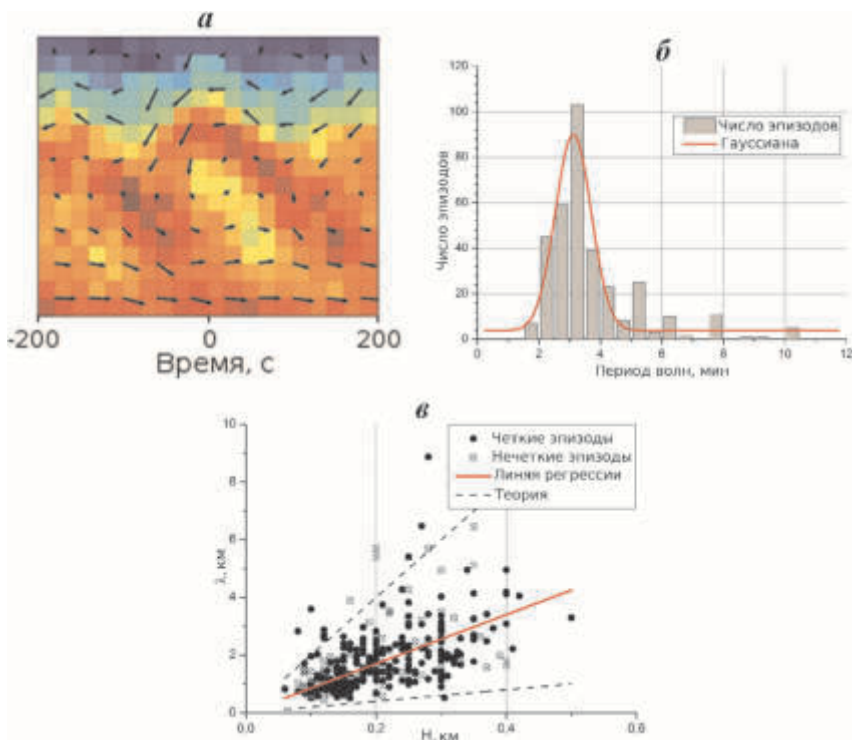 а
-200
0
200
Время, с
б
120
100
80
60
40
20
0
Число эпизодов
Число эпизодов
Гауссиана
0
2
4
6
8
10
12
Период волн, мин
в
10
8
6
4
2
0
λ, км
Четкие эпизоды
Нечеткие эпизоды
Линяя регрессии
Теория
0.0
0.2
0.4
0.6
H, км